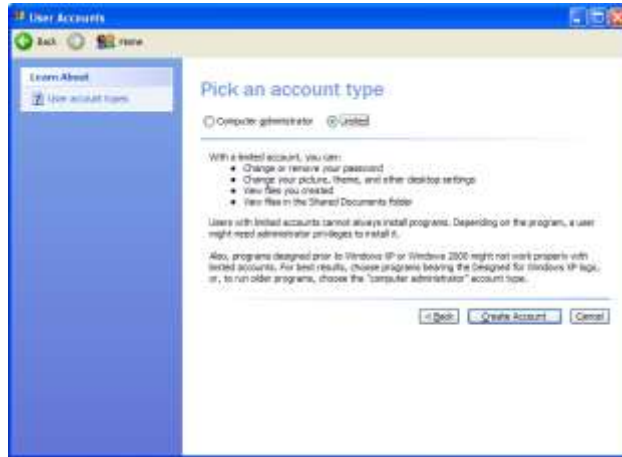 User Accounts
Back Home
Learn About
User account types
Pick an account type
Computer administrator Limited
With a limited account, you can:
• Change or remove your password
• Change your picture, theme, and other desktop settings
• View files you created
• View files in the Shared Documents folder
Users with limited accounts cannot always install programs. Depending on the program, a user
might need administrator privileges to install it.
Also, programs designed prior to Windows XP or Windows 2000 might not work properly with
limited accounts. For best results, choose programs bearing the Designed for Windows XP logo,
or, to run older programs, choose the "computer administrator" account type.
< Back Create Account Cancel